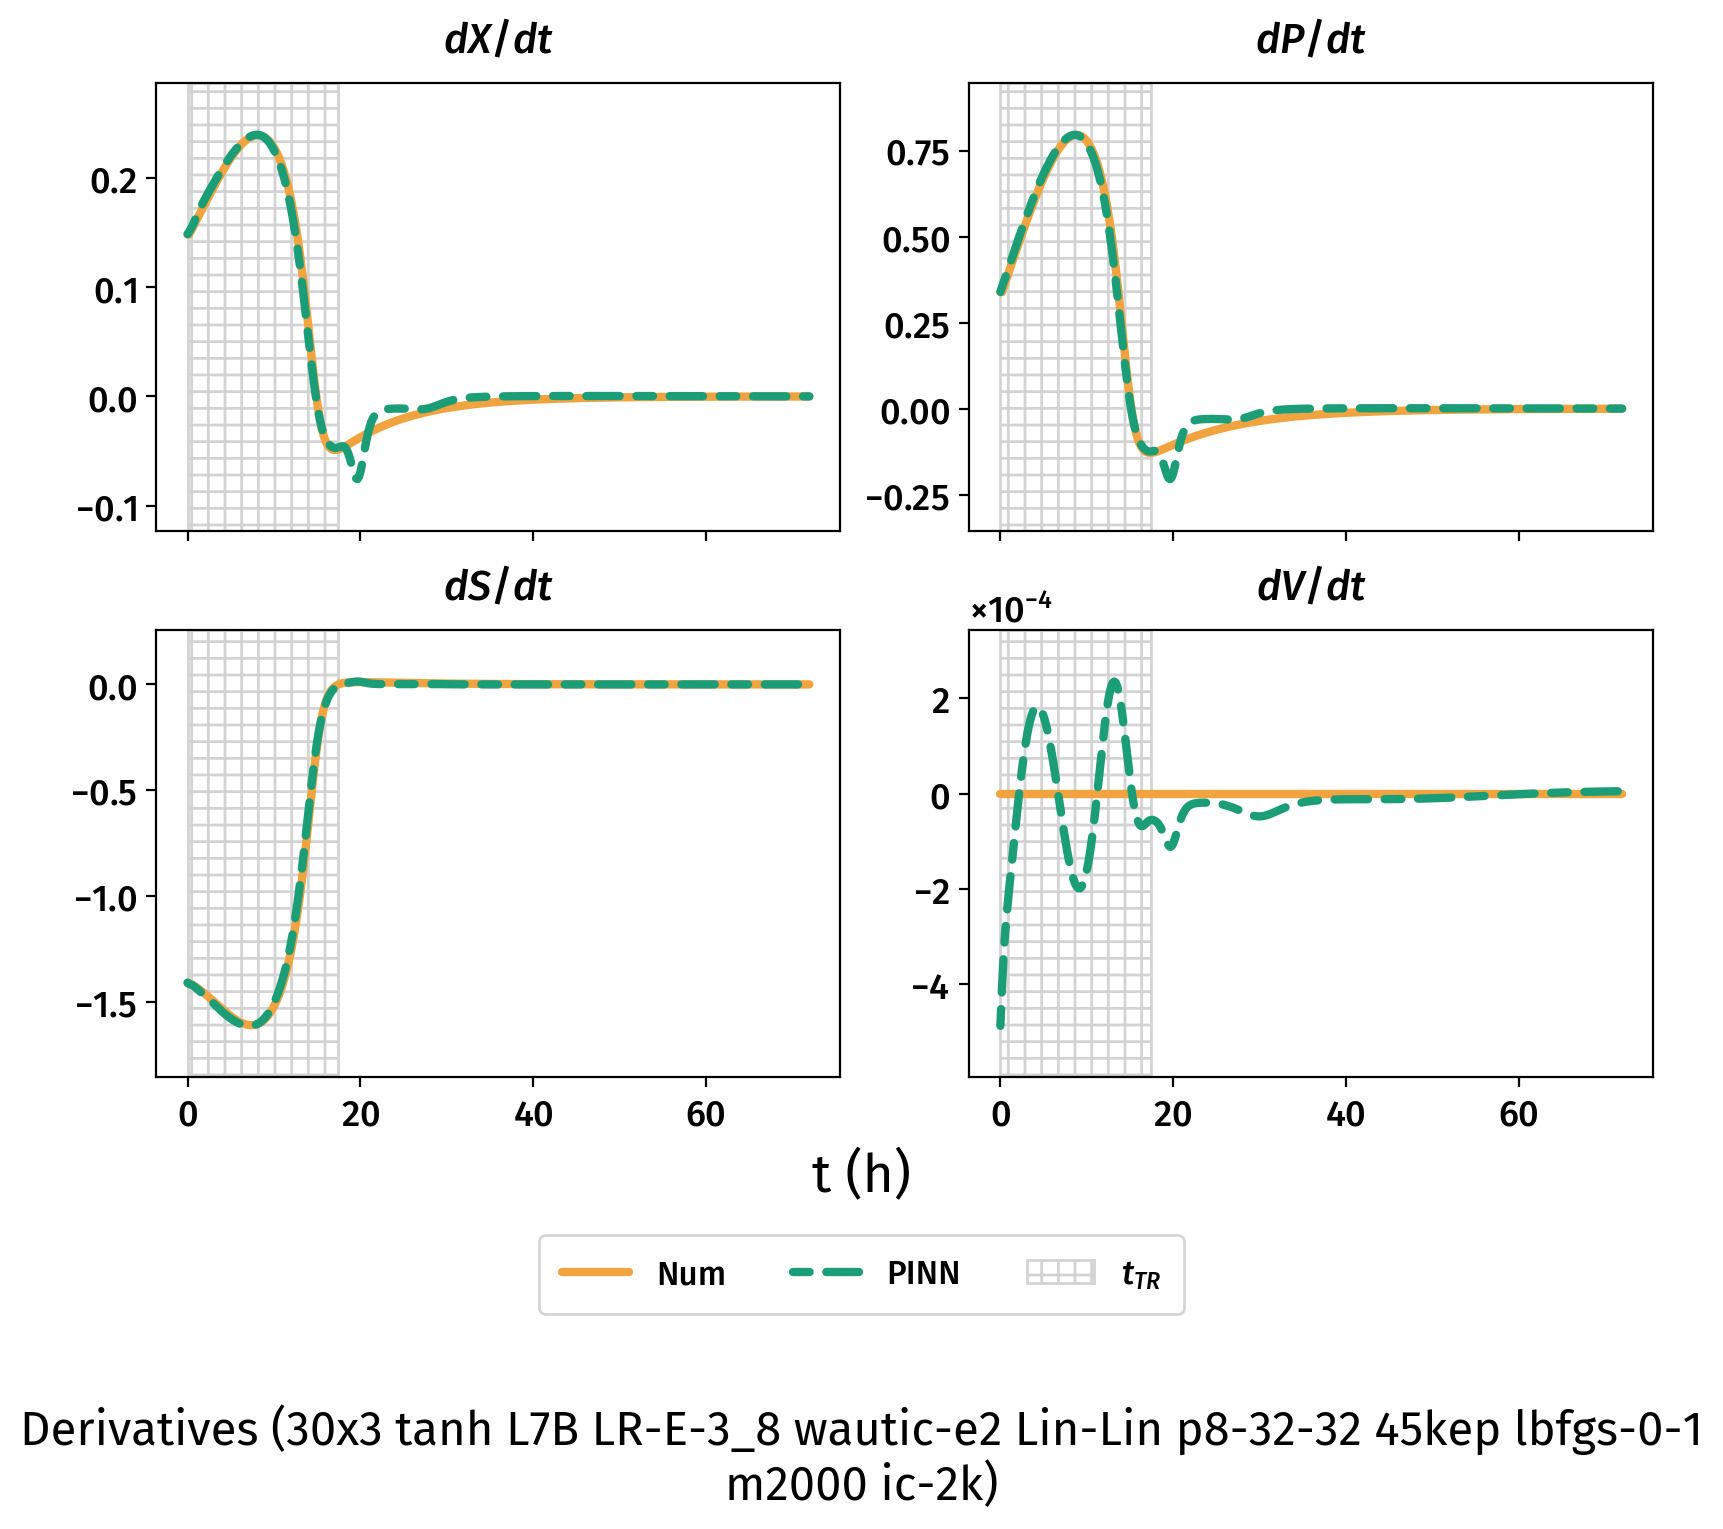 dX/dt
dP/dt
0.2
0.1
0.0
−0.1
0.75
0.50
0.25
0.00
−0.25
dS/dt
dV/dt
×10⁻⁴
0.0
−0.5
−1.0
−1.5
2
0
−2
−4
0 20 40 60
0 20 40 60
t (h)
Num PINN t_TR
Derivatives (30x3 tanh L7B LR-E-3_8 wautic-e2 Lin-Lin p8-32-32 45kep lbfgs-0-1
m2000 ic-2k)